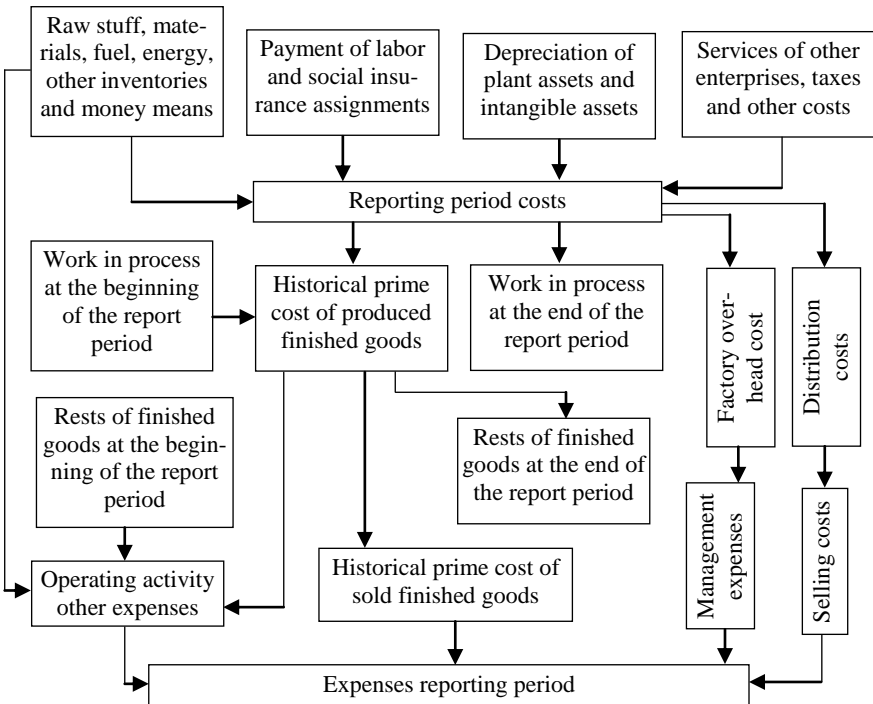 Raw stuff, mate-
rials, fuel, energy,
other inventories
and money means
Payment of labor
and social insu-
rance assignments
Depreciation of
plant assets and
intangible assets
Services of other
enterprises, taxes
and other costs
Reporting period costs
Work in process
at the beginning
of the report
period
Historical prime
cost of produced
finished goods
Work in process
at the end of the
report period
Factory over-
head cost
Distribution
costs
Rests of finished
goods at the begin-
ning of the report
period
Rests of finished
goods at the end of
the report period
Management
expenses
Selling costs
Operating activity
other expenses
Historical prime cost of
sold finished goods
Expenses reporting period